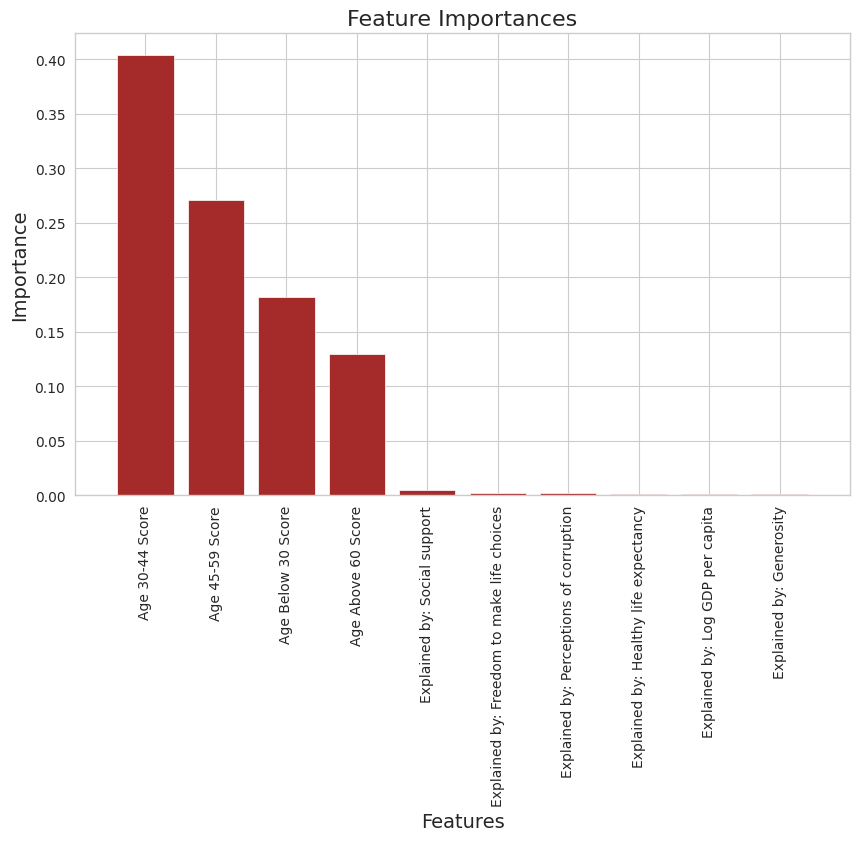 Feature Importances
Importance
0.40
0.35
0.30
0.25
0.20
0.15
0.10
0.05
0.00
Age 30-44 Score
Age 45-59 Score
Age Below 30 Score
Age Above 60 Score
Explained by: Social support
Explained by: Freedom to make life choices
Explained by: Perceptions of corruption
Explained by: Healthy life expectancy
Explained by: Log GDP per capita
Explained by: Generosity
Features